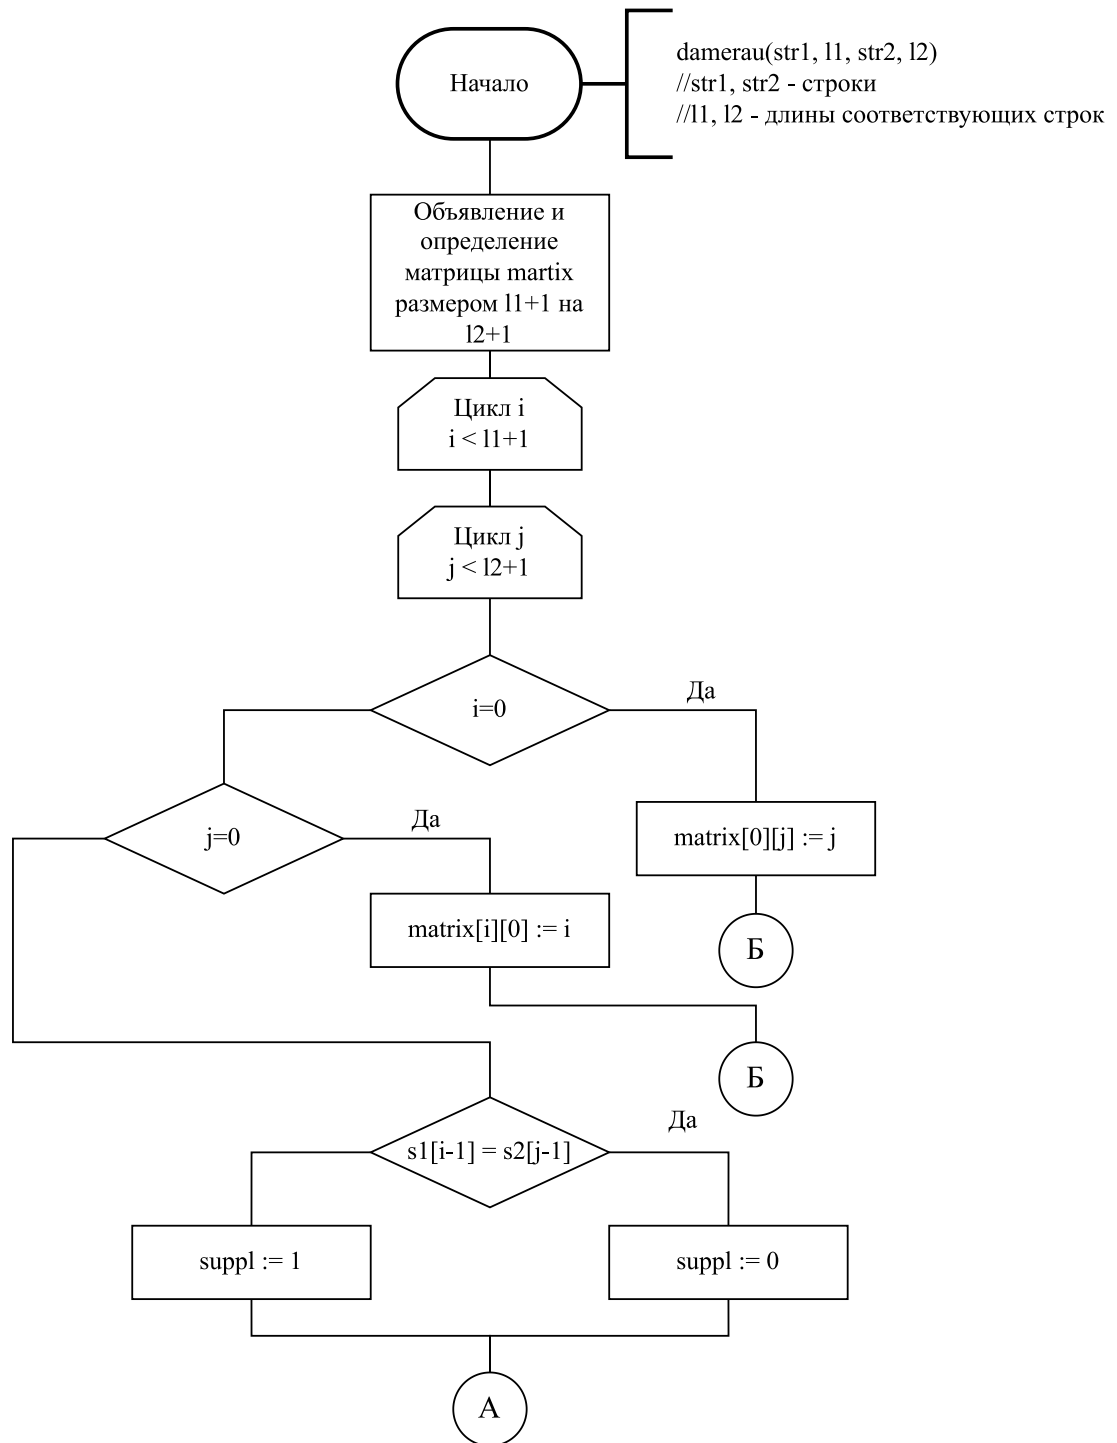 Начало
damerau(str1, l1, str2, l2)
//str1, str2 - строки
//l1, l2 - длины соответствующих строк
Объявление и
определение
матрицы martix
размером l1+1 на
l2+1
Цикл i
i < l1+1
Цикл j
j < l2+1
i=0
Да
j=0
Да
matrix[0][j] := j
matrix[i][0] := i
Б
Б
s1[i-1] = s2[j-1]
Да
suppl := 1
suppl := 0
А